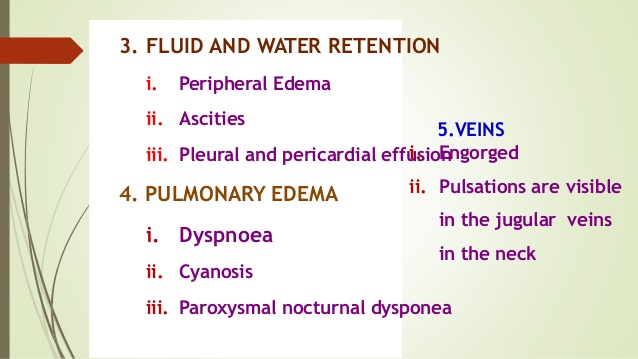 3. FLUID AND WATER RETENTION
i. Peripheral Edema
ii. Ascities
iii. Pleural and pericardial effusion
4. PULMONARY EDEMA
i. Dyspnoea
ii. Cyanosis
iii. Paroxysmal nocturnal dysponea
5.VEINS
i. Engorged
ii. Pulsations are visible
in the jugular veins
in the neck